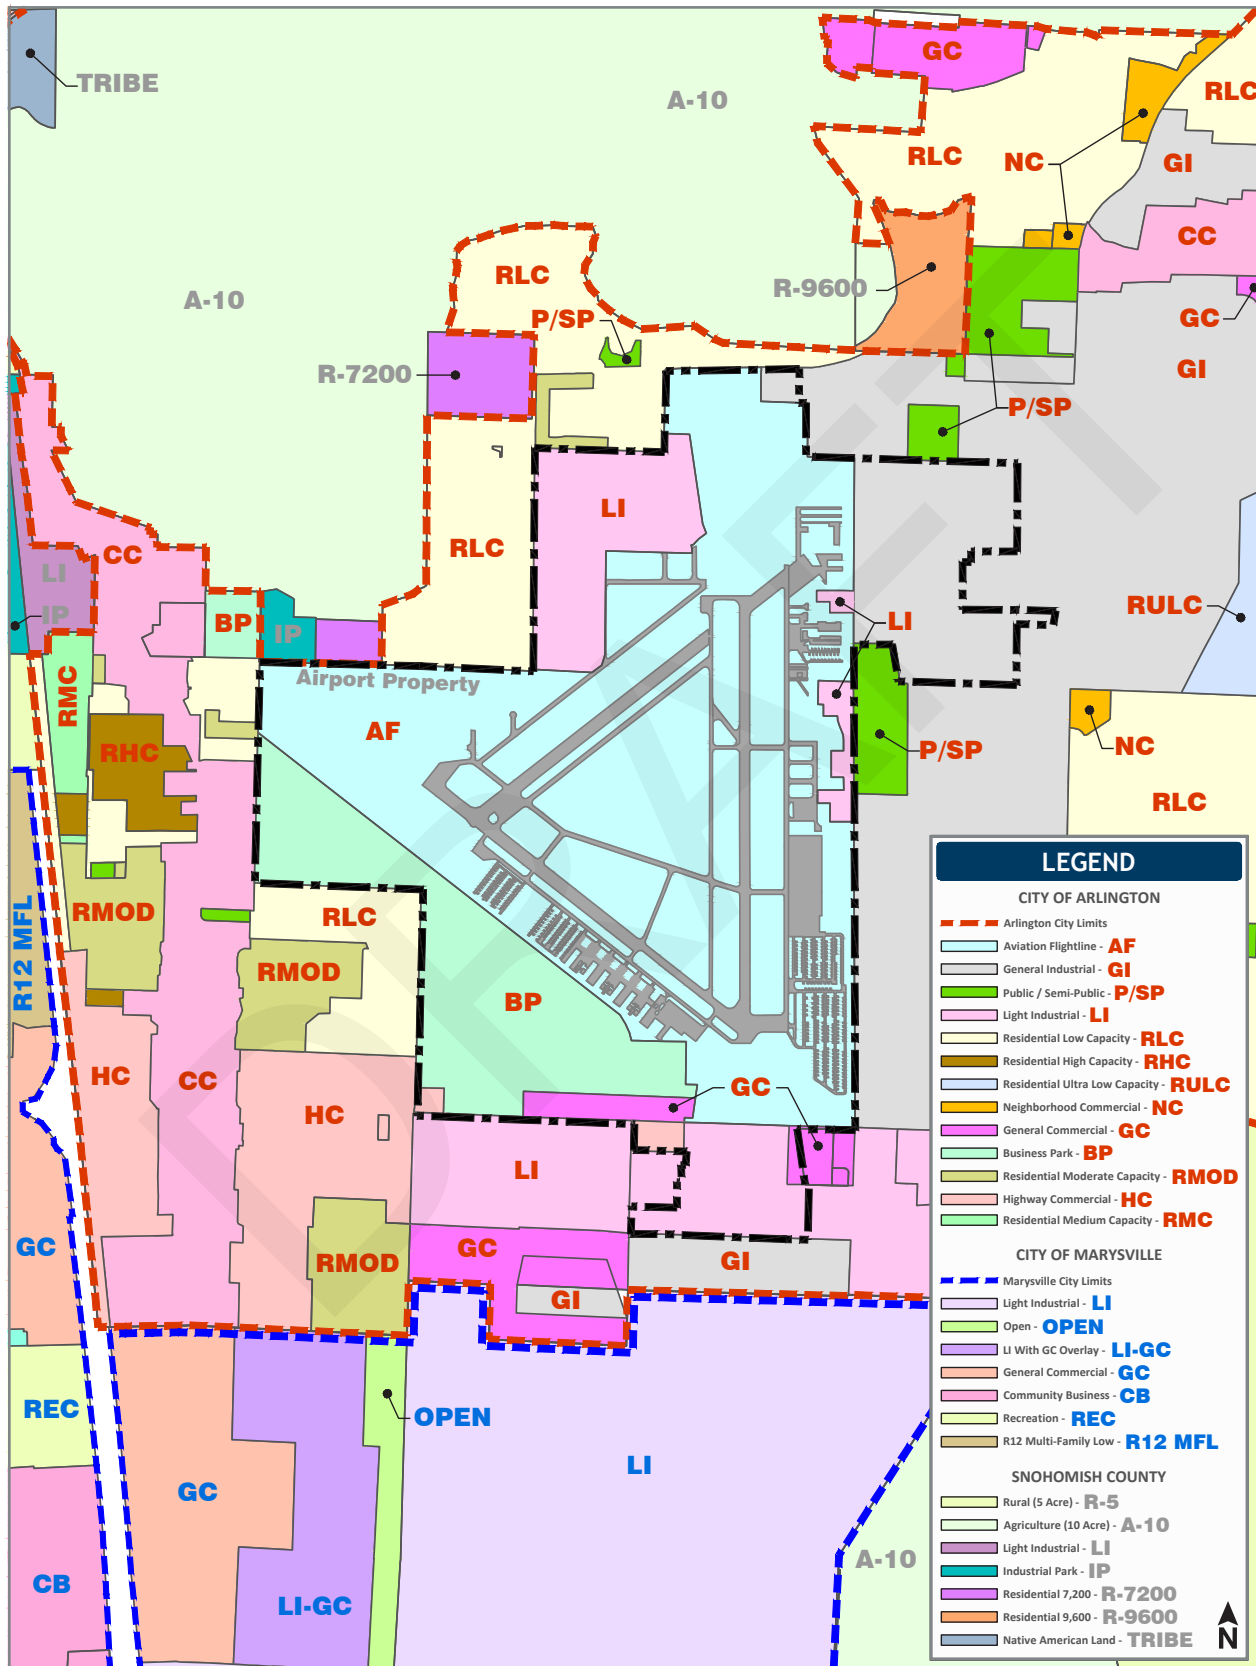 TRIBE
GC
A-10
RLC
RLC
NC
GI
CC
RLC
R-9600
A-10
P/SP
GC
R-7200
GI
P/SP
LI
RLC
CC
LI
IP
BP
IP
LI
RULC
Airport Property
RMC
AF
RHC
P/SP
NC
RLC
R12 MFL
RMOD
RLC
RMOD
BP
HC
CC
HC
GC
LI
GC
RMOD
GC
GI
GI
REC
OPEN
GC
LI
CB
LI-GC
A-10
DRAFT
LEGEND
CITY OF ARLINGTON
Arlington City Limits
Aviation Flightline - AF
General Industrial - GI
Public / Semi-Public - P/SP
Light Industrial - LI
Residential Low Capacity - RLC
Residential High Capacity - RHC
Residential Ultra Low Capacity - RULC
Neighborhood Commercial - NC
General Commercial - GC
Business Park - BP
Residential Moderate Capacity - RMOD
Highway Commercial - HC
Residential Medium Capacity - RMC
CITY OF MARYSVILLE
Marysville City Limits
Light Industrial - LI
Open - OPEN
LI With GC Overlay - LI-GC
General Commercial - GC
Community Business - CB
Recreation - REC
R12 Multi-Family Low - R12 MFL
SNOHOMISH COUNTY
Rural (5 Acre) - R-5
Agriculture (10 Acre) - A-10
Light Industrial - LI
Industrial Park - IP
Residential 7,200 - R-7200
Residential 9,600 - R-9600
Native American Land - TRIBE
N